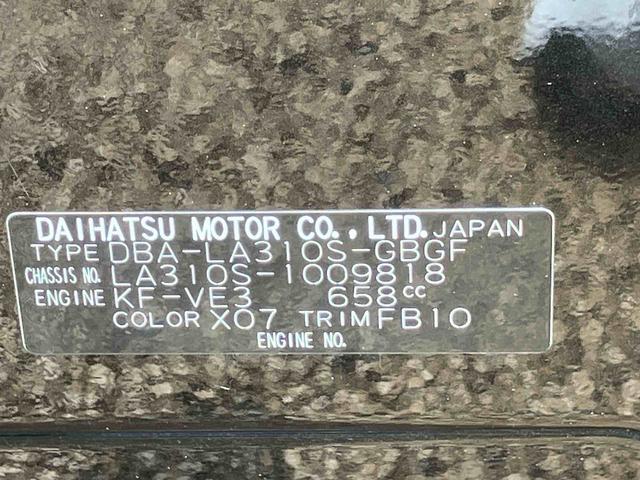 DAIHATSU MOTOR CO., LTD. JAPAN
TYPE DBA-LA310S-GBGF
CHASSIS NO. LA310S-1009818
ENGINE KF-VE3 658cc
COLOR X07 TRIM FB10
ENGINE NO.